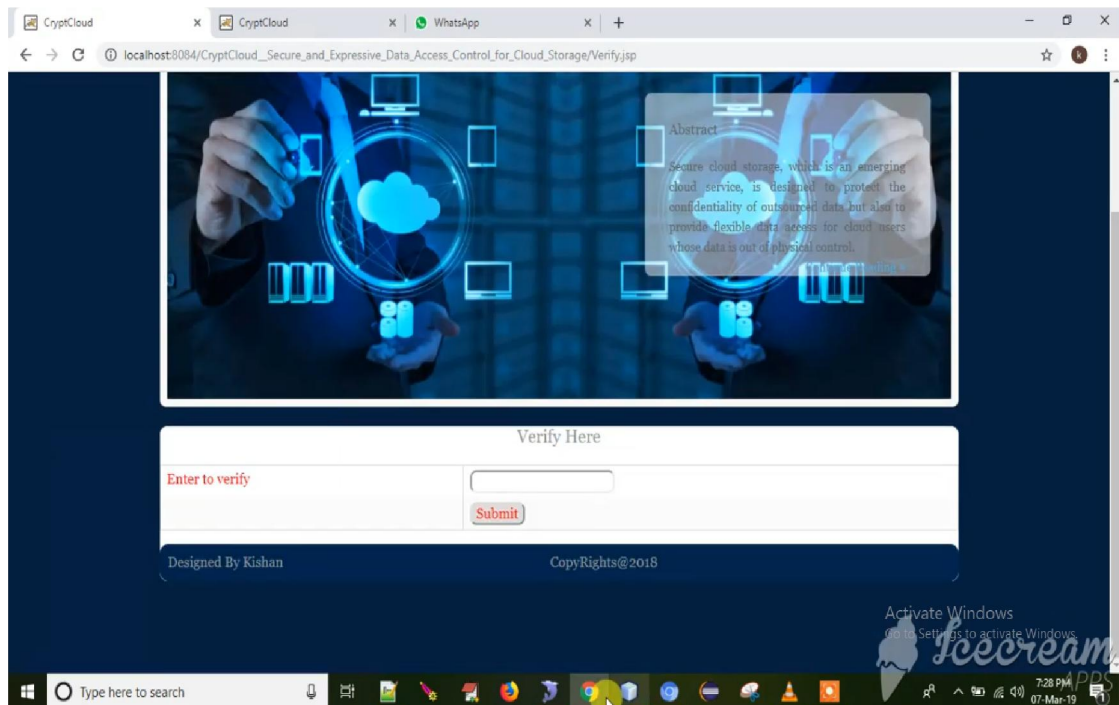 CryptCloud
CryptCloud
WhatsApp
localhost:8084/CryptCloud__Secure_and_Expressive_Data_Access_Control_for_Cloud_Storage/Verify.jsp
k
Abstract
Secure cloud storage, which is an emerging
cloud service, is designed to protect the
confidentiality of outsourced data but also to
provide flexible data access for cloud users
whose data is out of physical control.
Verify Here
Enter to verify
Submit
Designed By Kishan CopyRights@2018
Activate Windows
Go to Settings to activate Windows.
Icecream
APPS
Type here to search
7:28 PM
07-Mar-19